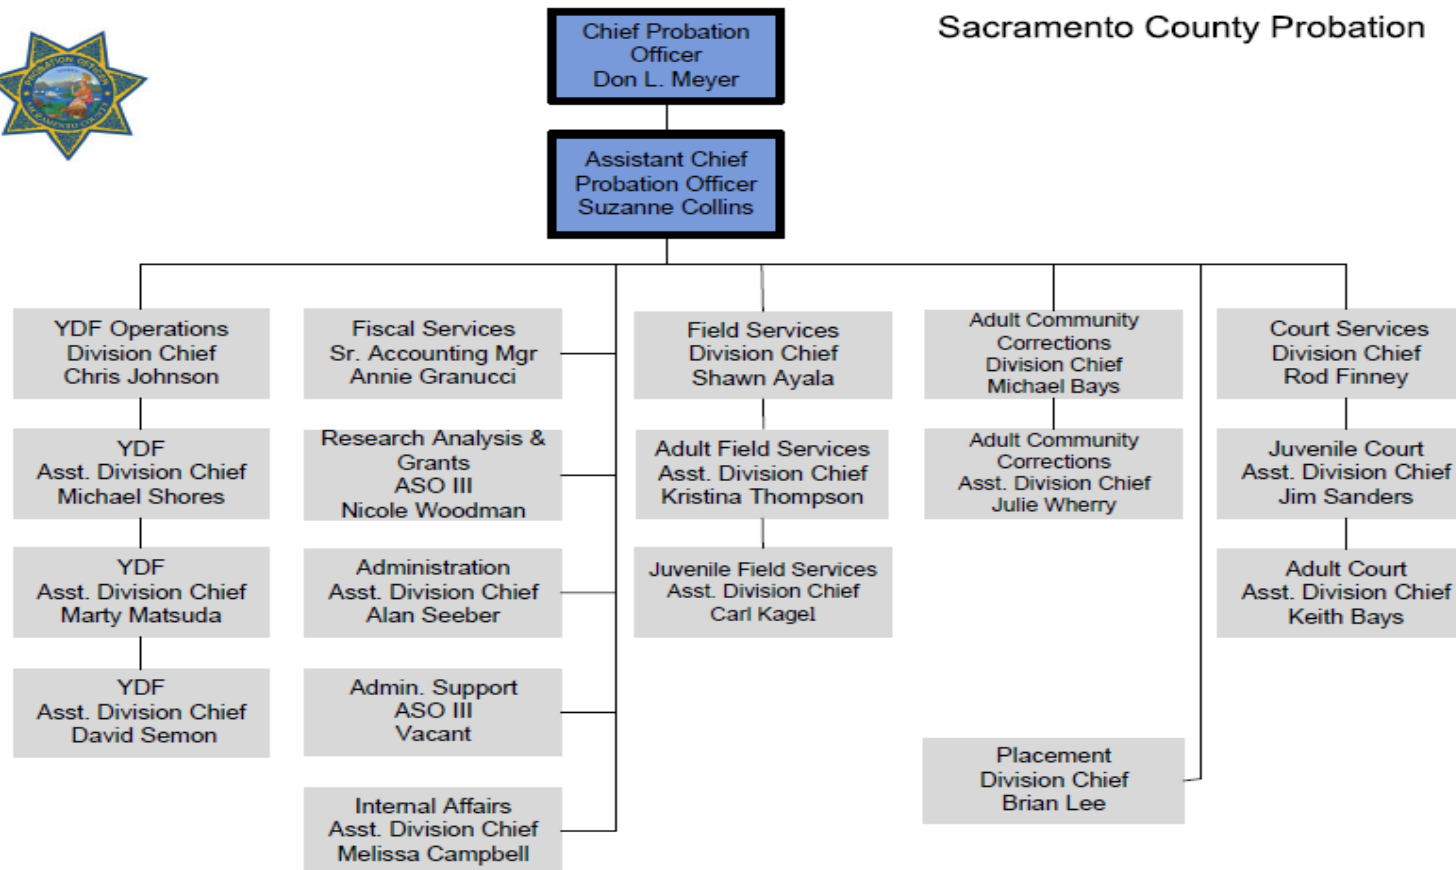 Sacramento County Probation
PROBATION OFFICER
SACRAMENTO COUNTY
Chief Probation
Officer
Don L. Meyer
Assistant Chief
Probation Officer
Suzanne Collins
YDF Operations
Division Chief
Chris Johnson
YDF
Asst. Division Chief
Michael Shores
YDF
Asst. Division Chief
Marty Matsuda
YDF
Asst. Division Chief
David Semon
Fiscal Services
Sr. Accounting Mgr
Annie Granucci
Research Analysis &
Grants
ASO III
Nicole Woodman
Administration
Asst. Division Chief
Alan Seeber
Admin. Support
ASO III
Vacant
Internal Affairs
Asst. Division Chief
Melissa Campbell
Field Services
Division Chief
Shawn Ayala
Adult Field Services
Asst. Division Chief
Kristina Thompson
Juvenile Field Services
Asst. Division Chief
Carl Kagel
Adult Community
Corrections
Division Chief
Michael Bays
Adult Community
Corrections
Asst. Division Chief
Julie Wherry
Placement
Division Chief
Brian Lee
Court Services
Division Chief
Rod Finney
Juvenile Court
Asst. Division Chief
Jim Sanders
Adult Court
Asst. Division Chief
Keith Bays